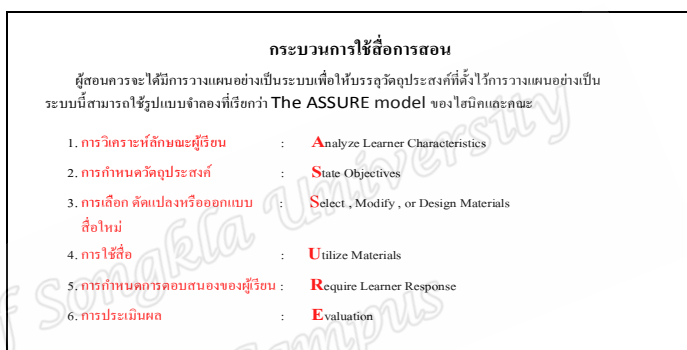 กระบวนการใช้สื่อการสอน
ผู้สอนควรจะได้มีการวางแผนอย่างเป็นระบบเพื่อให้บรรลุวัตถุประสงค์ที่ตั้งไว้การวางแผนอย่างเป็น
ระบบนี้สามารถใช้รูปแบบจำลองที่เรียกว่า The ASSURE model ของไฮนิคและคณะ
1. การวิเคราะห์ลักษณะผู้เรียน : Analyze Learner Characteristics
2. การกำหนดวัตถุประสงค์ : State Objectives
3. การเลือก ดัดแปลงหรือออกแบบ : Select , Modify , or Design Materials
สื่อใหม่
4. การใช้สื่อ : Utilize Materials
5. การกำหนดการตอบสนองของผู้เรียน : Require Learner Response
6. การประเมินผล : Evaluation
f Songkla University
Campus